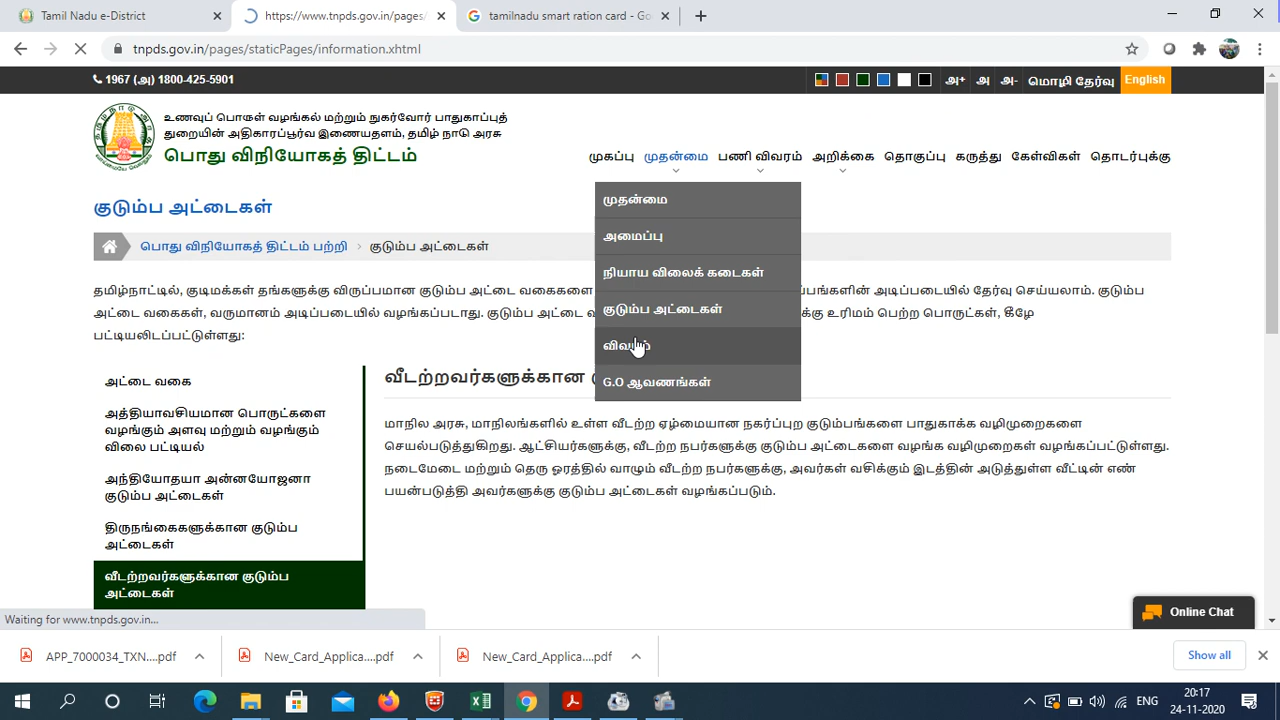 Tamil Nadu e-District
https://www.tnpds.gov.in/pages/
tamilnadu smart ration card - Go
tnpds.gov.in/pages/staticPages/information.xhtml
1967 (அ) 1800-425-5901
அ+ அ அ- மொழி தேர்வு English
உணவுப் பொருள் வழங்கல் மற்றும் நுகர்வோர் பாதுகாப்புத்
துறையின் அதிகாரப்பூர்வ இணையதளம், தமிழ் நாடு அரசு
பொது விநியோகத் திட்டம்
முகப்பு முதன்மை பணி விவரம் அறிக்கை தொகுப்பு கருத்து கேள்விகள் தொடர்புக்கு
முதன்மை
அமைப்பு
நியாய விலைக் கடைகள்
குடும்ப அட்டைகள்
G.O ஆவணங்கள்
குடும்ப அட்டைகள்
பொது விநியோகத் திட்டம் பற்றி > குடும்ப அட்டைகள்
தமிழ்நாட்டில், குடிமக்கள் தங்களுக்கு விருப்பமான குடும்ப அட்டை வகைகளை பங்களின் அடிப்படையில் தேர்வு செய்யலாம். குடும்ப
அட்டை வகைகள், வருமானம் அடிப்படையில் வழங்கப்படாது. குடும்ப அட்டை க்கு உரிமம் பெற்ற பொருட்கள், கீழே
பட்டியலிடப்பட்டுள்ளது:
அட்டை வகை
அத்தியாவசியமான பொருட்களை
வழங்கும் அளவு மற்றும் வழங்கும்
விலை பட்டியல்
அந்தியோதயா அன்னயோஜனா
குடும்ப அட்டைகள்
திருநங்கைகளுக்கான குடும்ப
அட்டைகள்
வீடற்றவர்களுக்கான குடும்ப
அட்டைகள்
வீடற்றவர்களுக்கான
மாநில அரசு, மாநிலங்களில் உள்ள வீடற்ற ஏழ்மையான நகர்ப்புற குடும்பங்களை பாதுகாக்க வழிமுறைகளை
செயல்படுத்துகிறது. ஆட்சியர்களுக்கு, வீடற்ற நபர்களுக்கு குடும்ப அட்டைகளை வழங்க வழிமுறைகள் வழங்கப்பட்டுள்ளது.
நடைமேடை மற்றும் தெரு ஓரத்தில் வாழும் வீடற்ற நபர்களுக்கு, அவர்கள் வசிக்கும் இடத்தின் அடுத்துள்ள வீட்டின் எண்
பயன்படுத்தி அவர்களுக்கு குடும்ப அட்டைகள் வழங்கப்படும்.
Waiting for www.tnpds.gov.in...
Online Chat
APP_7000034_TXN....pdf
New_Card_Applica....pdf
New_Card_Applica....pdf
Show all
ENG
20:17
24-11-2020